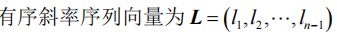 有序斜率序列向量为 L = (l₁, l₂, ⋯, lₙ₋₁)